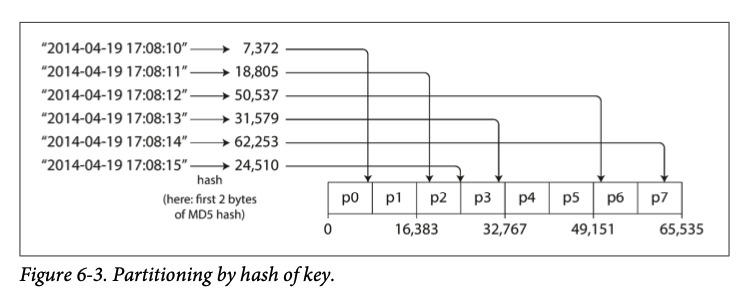 “2014-04-19 17:08:10” 7,372
“2014-04-19 17:08:11” 18,805
“2014-04-19 17:08:12” 50,537
“2014-04-19 17:08:13” 31,579
“2014-04-19 17:08:14” 62,253
“2014-04-19 17:08:15” 24,510
hash
(here: first 2 bytes
of MD5 hash)
p0 p1 p2 p3 p4 p5 p6 p7
0 16,383 32,767 49,151 65,535
Figure 6-3. Partitioning by hash of key.